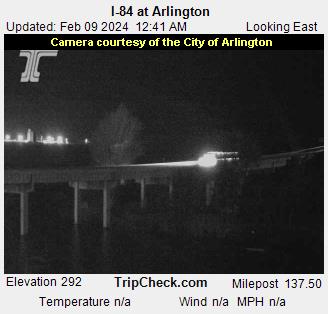 I-84 at Arlington
Updated: Feb 09 2024 12:41 AM Looking East
Camera courtesy of the City of Arlington
Elevation 292 TripCheck.com Milepost 137.50
Temperature n/a Wind n/a MPH n/a